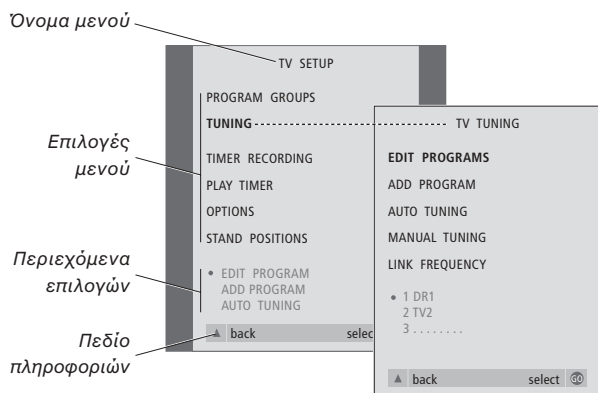 Όνομα μενού
TV SETUP
PROGRAM GROUPS
TUNING
TIMER RECORDING
PLAY TIMER
OPTIONS
STAND POSITIONS
Επιλογές
μενού
• EDIT PROGRAM
ADD PROGRAM
AUTO TUNING
Περιεχόμενα
επιλογών
▲ back selec
Πεδίο
πληροφοριών
TV TUNING
EDIT PROGRAMS
ADD PROGRAM
AUTO TUNING
MANUAL TUNING
LINK FREQUENCY
• 1 DR1
2 TV2
3 ........
▲ back select GO